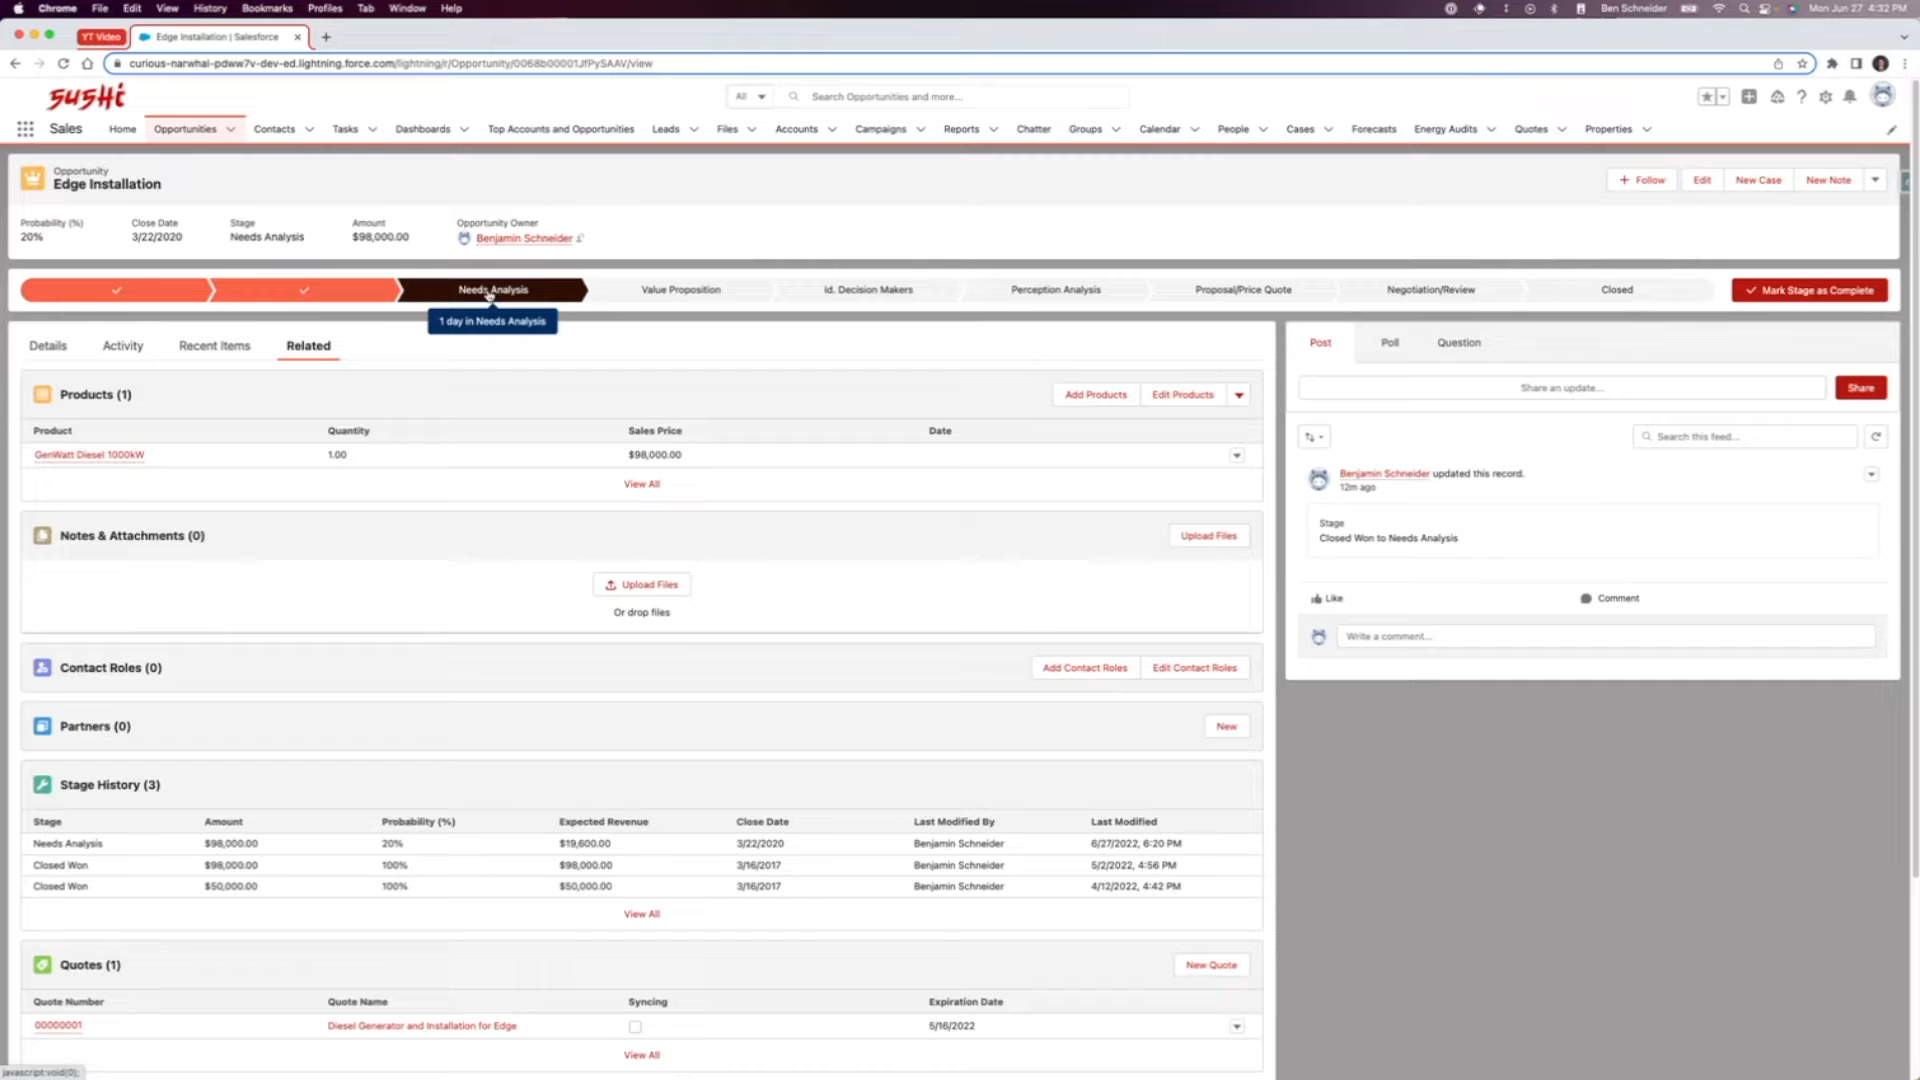 Chrome File Edit View History Bookmarks Profiles Tab Window Help Ben Schneider Mon Jun 27 4:32 PM
YT Video Edge Installation | Salesforce
curious-narwhal-pdww7v-dev-ed.lightning.force.com/lightning/r/Opportunity/0068b00001JfPySAAV/view
SUSHi
All Search Opportunities and more...
Sales Home Opportunities Contacts Tasks Dashboards Top Accounts and Opportunities Leads Files Accounts Campaigns Reports Chatter Groups Calendar People Cases Forecasts Energy Audits Quotes Properties
Opportunity
Edge Installation
Follow Edit New Case New Note
Probability (%) Close Date Stage Amount Opportunity Owner
20% 3/22/2020 Needs Analysis $98,000.00 Benjamin Schneider
Needs Analysis Value Proposition Id. Decision Makers Perception Analysis Proposal/Price Quote Negotiation/Review Closed Mark Stage as Complete
1 day in Needs Analysis
Details Activity Recent Items Related
Products (1) Add Products Edit Products
Product Quantity Sales Price Date
GenWatt Diesel 1000kW 1.00 $98,000.00
View All
Notes & Attachments (0) Upload Files
Upload Files
Or drop files
Contact Roles (0) Add Contact Roles Edit Contact Roles
Partners (0) New
Stage History (3)
Stage Amount Probability (%) Expected Revenue Close Date Last Modified By Last Modified
Needs Analysis $98,000.00 20% $19,600.00 3/22/2020 Benjamin Schneider 6/27/2022, 6:20 PM
Closed Won $98,000.00 100% $98,000.00 3/16/2017 Benjamin Schneider 5/2/2022, 4:56 PM
Closed Won $50,000.00 100% $50,000.00 3/16/2017 Benjamin Schneider 4/12/2022, 4:42 PM
View All
Quotes (1) New Quote
Quote Number Quote Name Syncing Expiration Date
00000001 Diesel Generator and Installation for Edge 5/16/2022
View All
Post Poll Question
Share an update... Share
Search this feed...
Benjamin Schneider updated this record.
12m ago
Stage
Closed Won to Needs Analysis
Like Comment
Write a comment...
javascript:void(0);